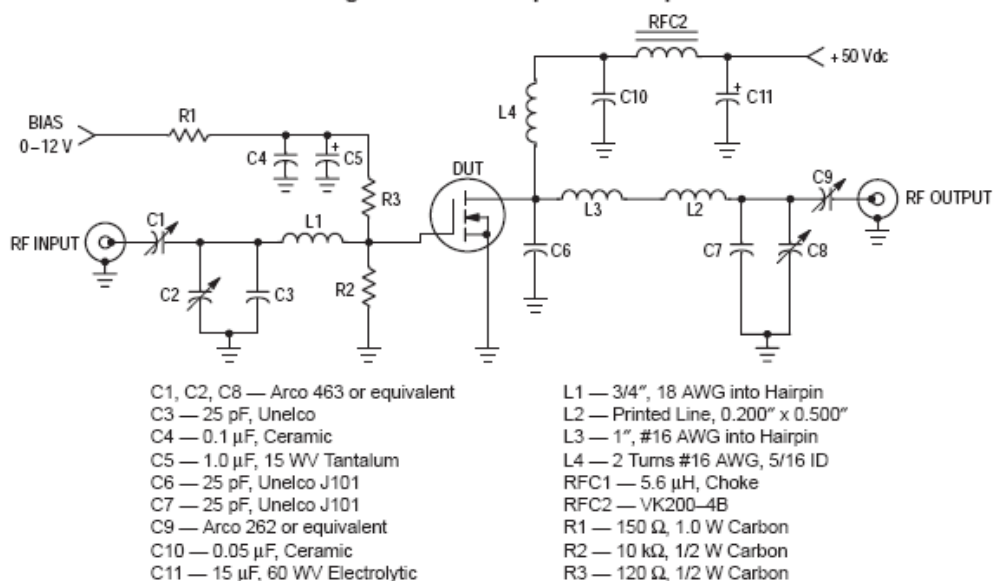 RFC2
+50 Vdc
C10
+
C11
L4
R1
BIAS
0–12 V
C4
+
C5
R3
DUT
C9
RF OUTPUT
L3
L2
C1
L1
RF INPUT
C6
C7
C8
C2
C3
R2
C1, C2, C8 — Arco 463 or equivalent
C3 — 25 pF, Unelco
C4 — 0.1 µF, Ceramic
C5 — 1.0 µF, 15 WV Tantalum
C6 — 25 pF, Unelco J101
C7 — 25 pF, Unelco J101
C9 — Arco 262 or equivalent
C10 — 0.05 µF, Ceramic
C11 — 15 µF, 60 WV Electrolytic
L1 — 3/4″, 18 AWG into Hairpin
L2 — Printed Line, 0.200″ x 0.500″
L3 — 1″, #16 AWG into Hairpin
L4 — 2 Turns #16 AWG, 5/16 ID
RFC1 — 5.6 µH, Choke
RFC2 — VK200–4B
R1 — 150 Ω, 1.0 W Carbon
R2 — 10 kΩ, 1/2 W Carbon
R3 — 120 Ω, 1/2 W Carbon